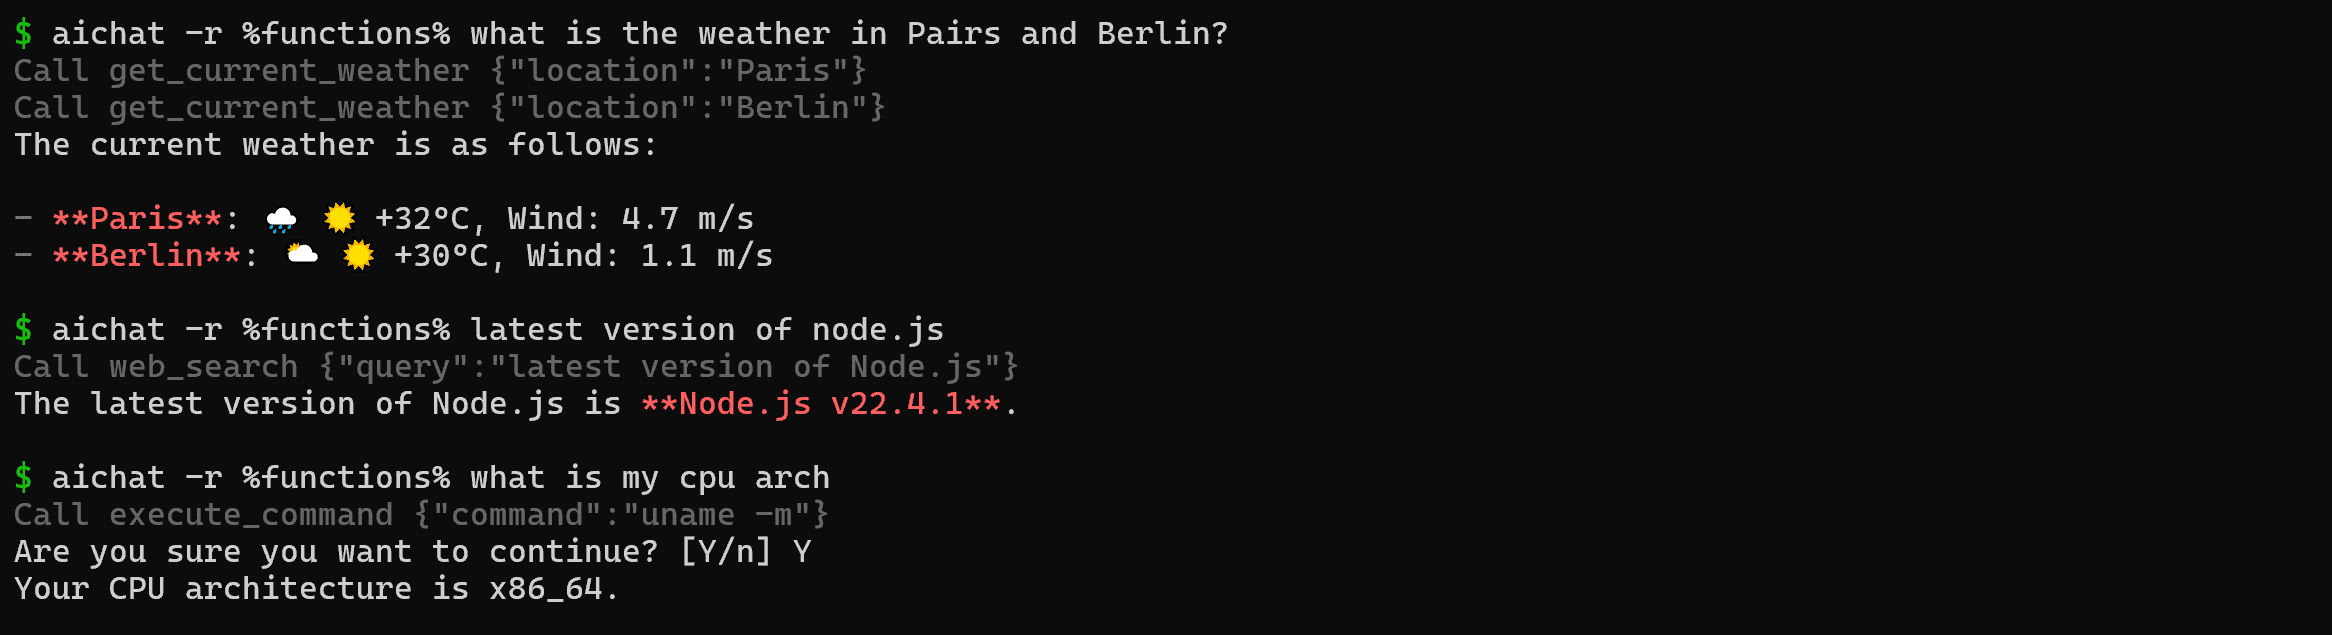 $ aichat -r %functions% what is the weather in Pairs and Berlin?
Call get_current_weather {"location":"Paris"}
Call get_current_weather {"location":"Berlin"}
The current weather is as follows:
- **Paris**: 🌧️ ☀️ +32°C, Wind: 4.7 m/s
- **Berlin**: 🌥️ ☀️ +30°C, Wind: 1.1 m/s
$ aichat -r %functions% latest version of node.js
Call web_search {"query":"latest version of Node.js"}
The latest version of Node.js is **Node.js v22.4.1**.
$ aichat -r %functions% what is my cpu arch
Call execute_command {"command":"uname -m"}
Are you sure you want to continue? [Y/n] Y
Your CPU architecture is x86_64.